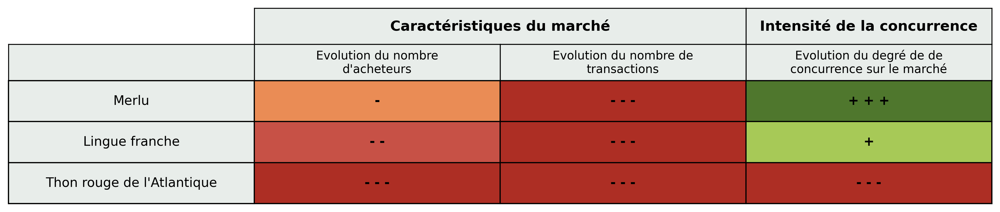 Caractéristiques du marché
Intensité de la concurrence
Evolution du nombre
d'acheteurs
Evolution du nombre de
transactions
Evolution du degré de de
concurrence sur le marché
Merlu
-
- - -
+ + +
Lingue franche
- -
- - -
+
Thon rouge de l'Atlantique
- - -
- - -
- - -